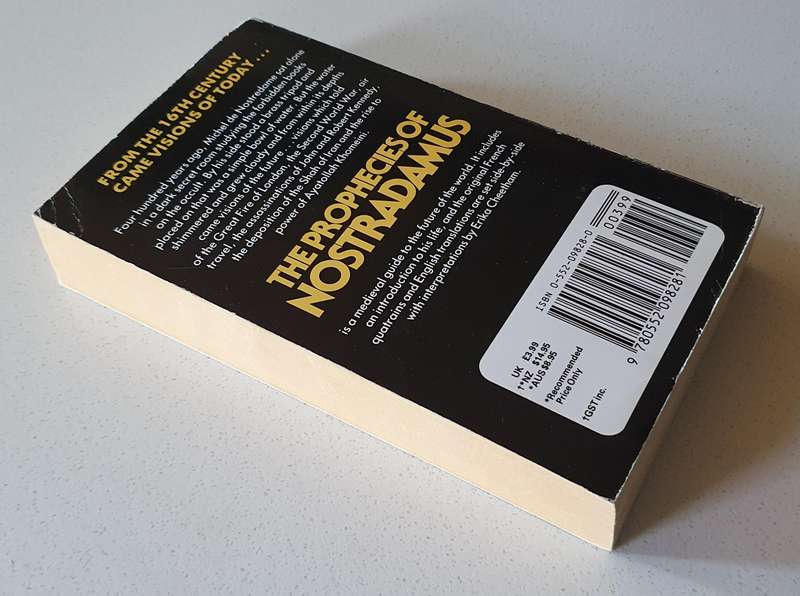 FROM THE 16TH CENTURY
CAME VISIONS OF TODAY . . .
Four hundred years ago, Michel de Nostredame sat alone
in a dark secret room studying the forbidden books
on the occult. By his side stood a brass tripod and
placed on that was a simple bowl of water. But the water
shimmered and grew cloudy and from within its depths
came visions of the future . . . visions which told
of the Great Fire of London, the Second World War, air
travel, the assassinations of John and Robert Kennedy,
the deposition of the Shah of Iran and the rise to
power of Ayatollah Khomeini.
THE PROPHECIES OF
NOSTRADAMUS
is a medieval guide to the future of the world. It includes
an introduction to his life, and the original French
quatrains and English translations are set side-by-side
with interpretations by Erika Cheetham.
UK £3.99
†*NZ $14.95
*AUS $8.95
*Recommended
Price Only
†GST inc.
ISBN 0-552-09828-0
00399
9 780552 098281